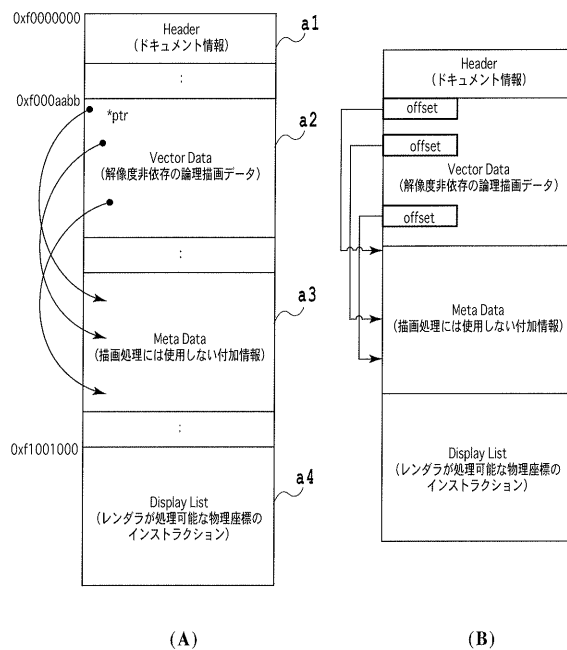 0xf0000000
Header
(ドキュメント情報)
a1
:
0xf000aabb
*ptr
a2
Vector Data
(解像度非依存の論理描画データ)
:
a3
Meta Data
(描画処理には使用しない付加情報)
:
0xf1001000
a4
Display List
(レンダラが処理可能な物理座標の
インストラクション)
(A)
Header
(ドキュメント情報)
offset
offset
Vector Data
(解像度非依存の論理描画データ)
offset
Meta Data
(描画処理には使用しない付加情報)
Display List
(レンダラが処理可能な物理座標の
インストラクション)
(B)